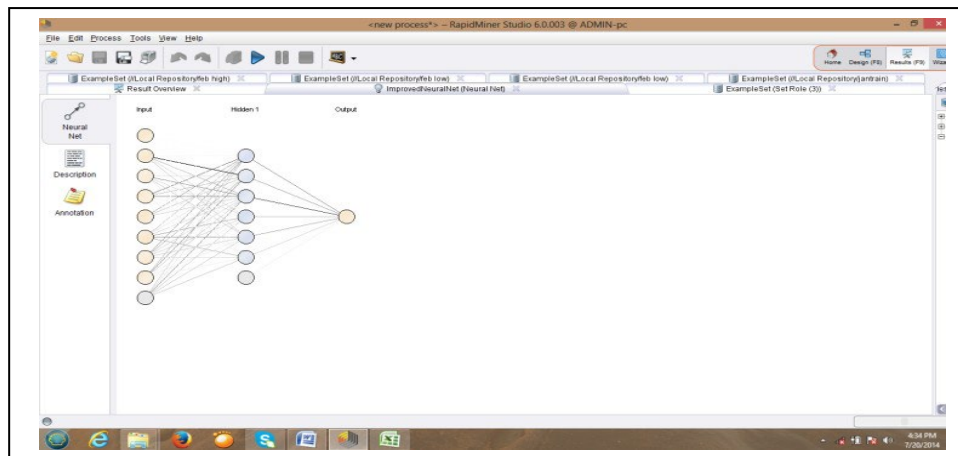 <new process*> – RapidMiner Studio 6.0.003 @ ADMIN-pc
File Edit Process Tools View Help
Home Design (F8) Results (F9) Wiza
ExampleSet (//Local Repository/feb high) ExampleSet (//Local Repository/feb low) ExampleSet (//Local Repository/feb low) ExampleSet (//Local Repository/jantrain)
Result Overview ImprovedNeuralNet (Neural Net) ExampleSet (Set Role (3))
Input Hidden 1 Output
Neural
Net
Description
Annotation
4:34 PM
7/20/2014